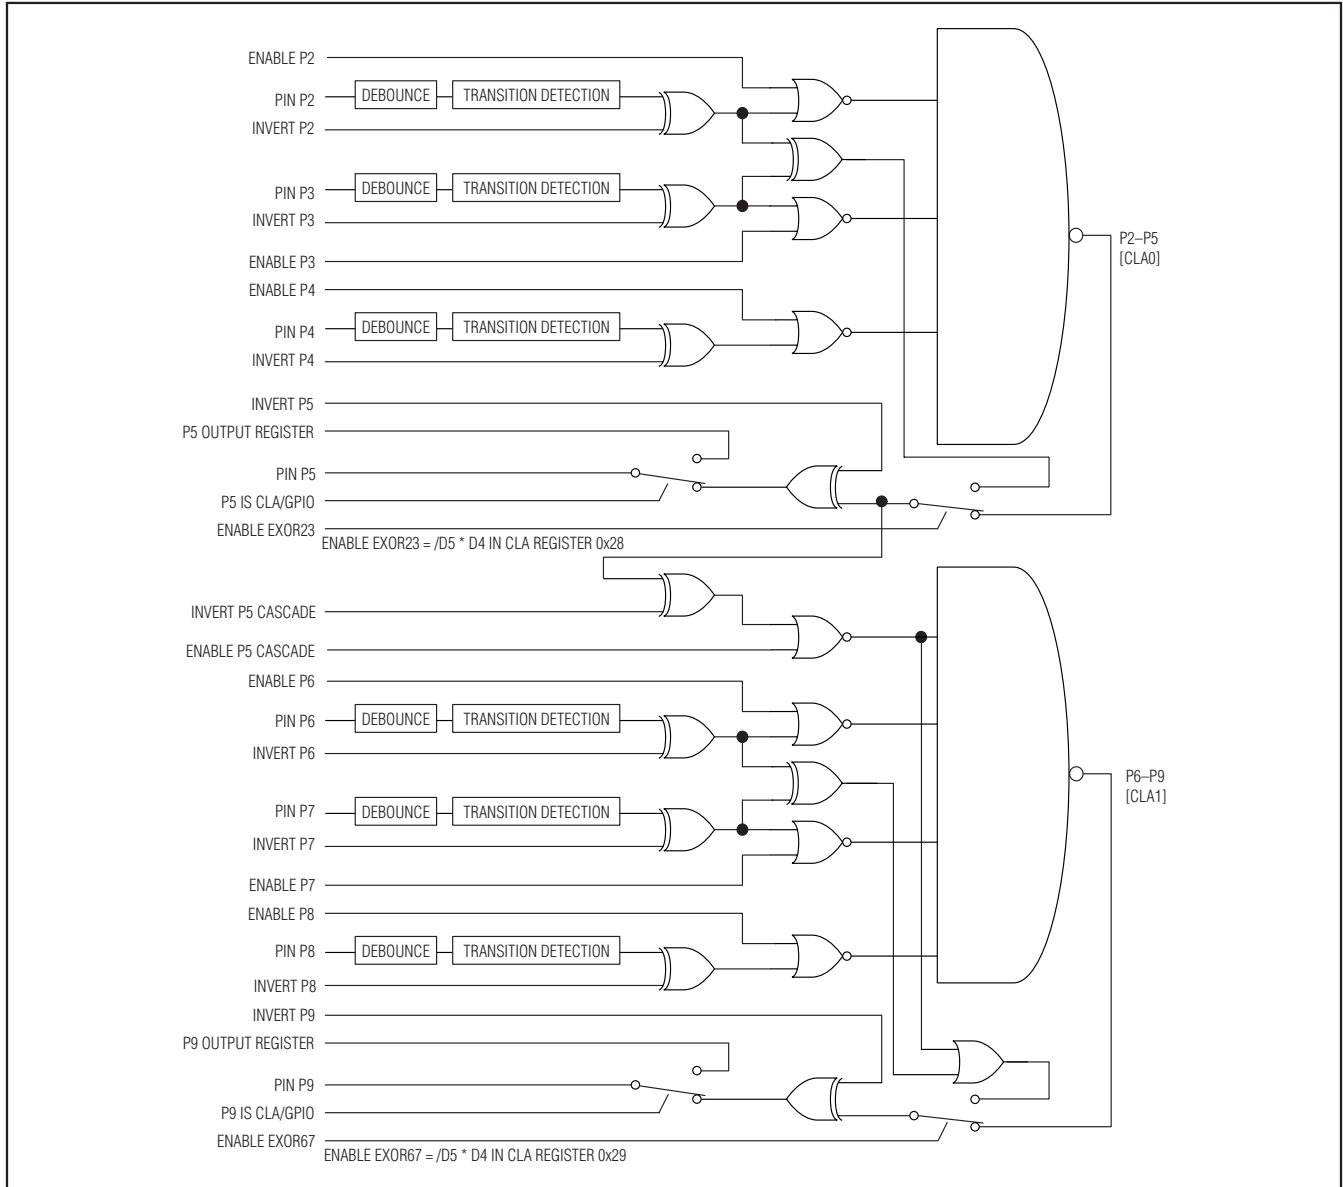 ENABLE P2
PIN P2
DEBOUNCE
TRANSITION DETECTION
INVERT P2
PIN P3
DEBOUNCE
TRANSITION DETECTION
INVERT P3
P2–P5
[CLA0]
ENABLE P3
ENABLE P4
PIN P4
DEBOUNCE
TRANSITION DETECTION
INVERT P4
INVERT P5
P5 OUTPUT REGISTER
PIN P5
P5 IS CLA/GPIO
ENABLE EXOR23
ENABLE EXOR23 = /D5 * D4 IN CLA REGISTER 0x28
INVERT P5 CASCADE
ENABLE P5 CASCADE
ENABLE P6
PIN P6
DEBOUNCE
TRANSITION DETECTION
INVERT P6
P6–P9
[CLA1]
PIN P7
DEBOUNCE
TRANSITION DETECTION
INVERT P7
ENABLE P7
ENABLE P8
PIN P8
DEBOUNCE
TRANSITION DETECTION
INVERT P8
INVERT P9
P9 OUTPUT REGISTER
PIN P9
P9 IS CLA/GPIO
ENABLE EXOR67
ENABLE EXOR67 = /D5 * D4 IN CLA REGISTER 0x29